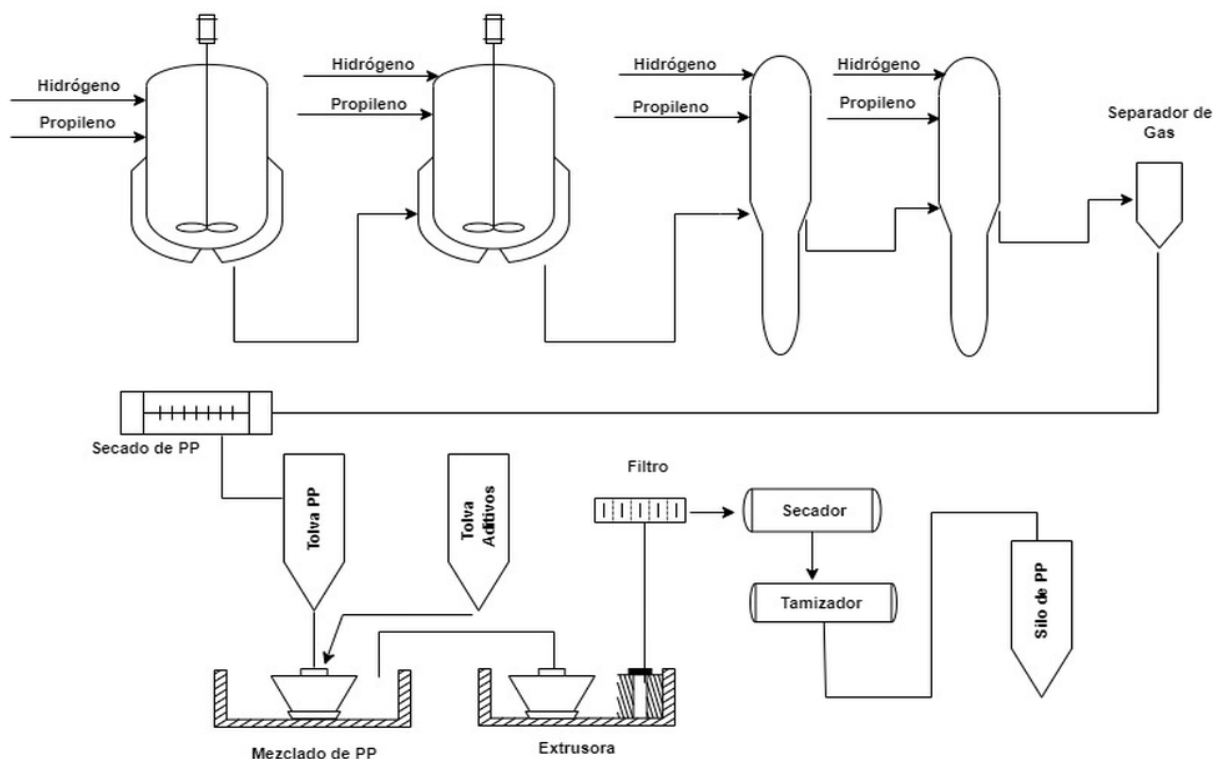 Hidrógeno
Propileno
Hidrógeno
Propileno
Hidrógeno
Propileno
Hidrógeno
Propileno
Separador de
Gas
Secado de PP
Tolva PP
Tolva
Aditivos
Filtro
Secador
Tamizador
Silo de PP
Mezclado de PP
Extrusora